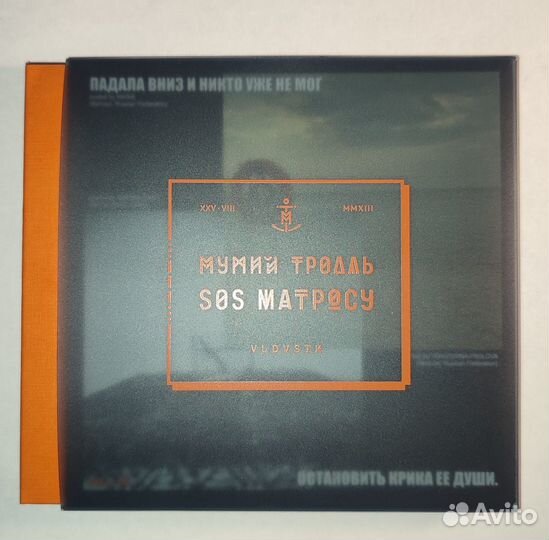 ПАДАЛА ВНИЗ И НИКТО УЖЕ НЕ МОГ
XXV·VIII
M
MMXIII
МУМИЙ ТРОЛЛЬ
SOS МАТРОСУ
VLDVSTK
ОСТАНОВИТЬ КРИКА ЕЕ ДУШИ.
Avito